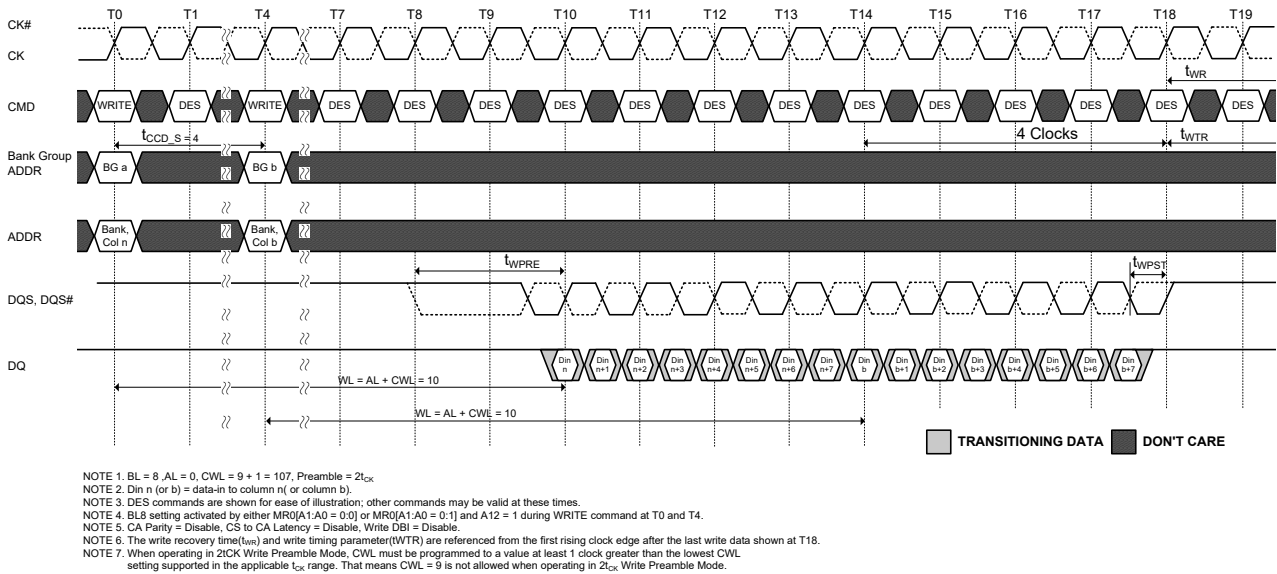 T0 T1 T4 T7 T8 T9 T10 T11 T12 T13 T14 T15 T16 T17 T18 T19
CK#
CK
tWR
CMD
WRITE DES WRITE DES DES DES DES DES DES DES DES DES DES DES DES DES
tCCD_S = 4
4 Clocks
tWTR
Bank Group
ADDR
BG a BG b
ADDR
Bank, Col n
Bank, Col b
tWPRE
tWPST
DQS, DQS#
DQ
Din n
Din n+1
Din n+2
Din n+3
Din n+4
Din n+5
Din n+6
Din n+7
Din b
Din b+1
Din b+2
Din b+3
Din b+4
Din b+5
Din b+6
Din b+7
WL = AL + CWL = 10
WL = AL + CWL = 10
TRANSITIONING DATA
DON'T CARE
NOTE 1. BL = 8 ,AL = 0, CWL = 9 + 1 = 107, Preamble = 2tCK
NOTE 2. Din n (or b) = data-in to column n( or column b).
NOTE 3. DES commands are shown for ease of illustration; other commands may be valid at these times.
NOTE 4. BL8 setting activated by either MR0[A1:A0 = 0:0] or MR0[A1:A0 = 0:1] and A12 = 1 during WRITE command at T0 and T4.
NOTE 5. CA Parity = Disable, CS to CA Latency = Disable, Write DBI = Disable.
NOTE 6. The write recovery time(tWR) and write timing parameter(tWTR) are referenced from the first rising clock edge after the last write data shown at T18.
NOTE 7. When operating in 2tCK Write Preamble Mode, CWL must be programmed to a value at least 1 clock greater than the lowest CWL
setting supported in the applicable tCK range. That means CWL = 9 is not allowed when operating in 2tCK Write Preamble Mode.